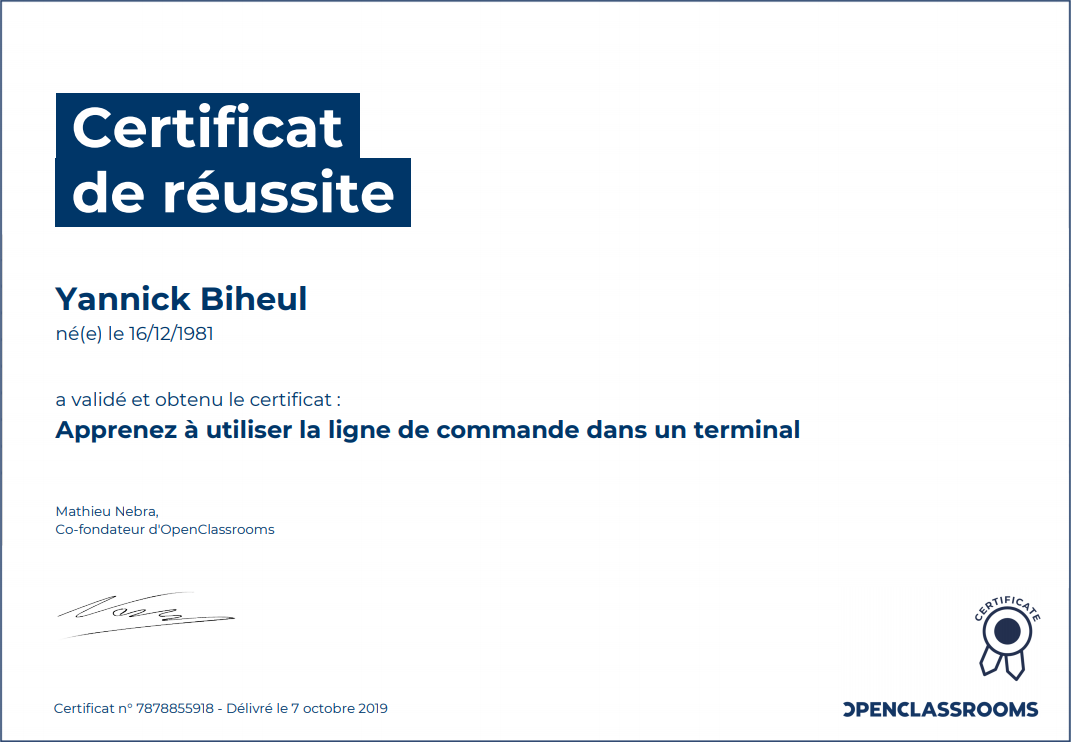 Certificat
de réussite
Yannick Biheul
né(e) le 16/12/1981
a validé et obtenu le certificat :
Apprenez à utiliser la ligne de commande dans un terminal
Mathieu Nebra,
Co-fondateur d'OpenClassrooms
CERTIFICATE
Certificat n° 7878855918 - Délivré le 7 octobre 2019
OPENCLASSROOMS